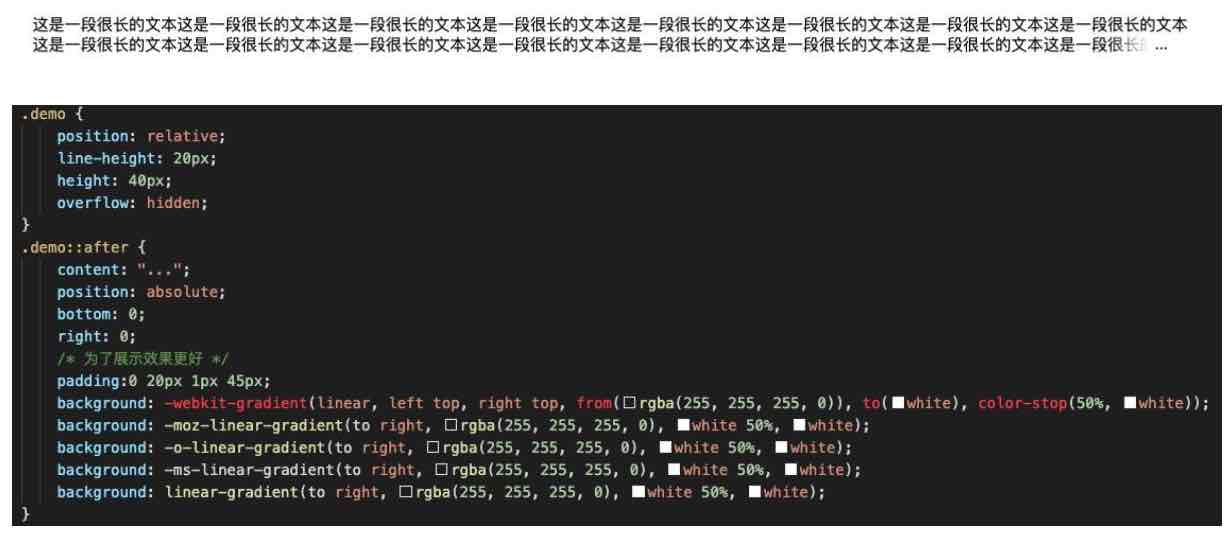 这是一段很长的文本这是一段很长的文本这是一段很长的文本这是一段很长的文本这是一段很长的文本这是一段很长的文本这是一段很长的文本这是一段很长的文本
这是一段很长的文本这是一段很长的文本这是一段很长的文本这是一段很长的文本这是一段很长的文本这是一段很长的文本这是一段很长的文本这是一段很长 ...
.demo {
    position: relative;
    line-height: 20px;
    height: 40px;
    overflow: hidden;
}
.demo::after {
    content: "...";
    position: absolute;
    bottom: 0;
    right: 0;
    /* 为了展示效果更好 */
    padding:0 20px 1px 45px;
    background: -webkit-gradient(linear, left top, right top, from(rgba(255, 255, 255, 0)), to(white), color-stop(50%, white));
    background: -moz-linear-gradient(to right, rgba(255, 255, 255, 0), white 50%, white);
    background: -o-linear-gradient(to right, rgba(255, 255, 255, 0), white 50%, white);
    background: -ms-linear-gradient(to right, rgba(255, 255, 255, 0), white 50%, white);
    background: linear-gradient(to right, rgba(255, 255, 255, 0), white 50%, white);
}